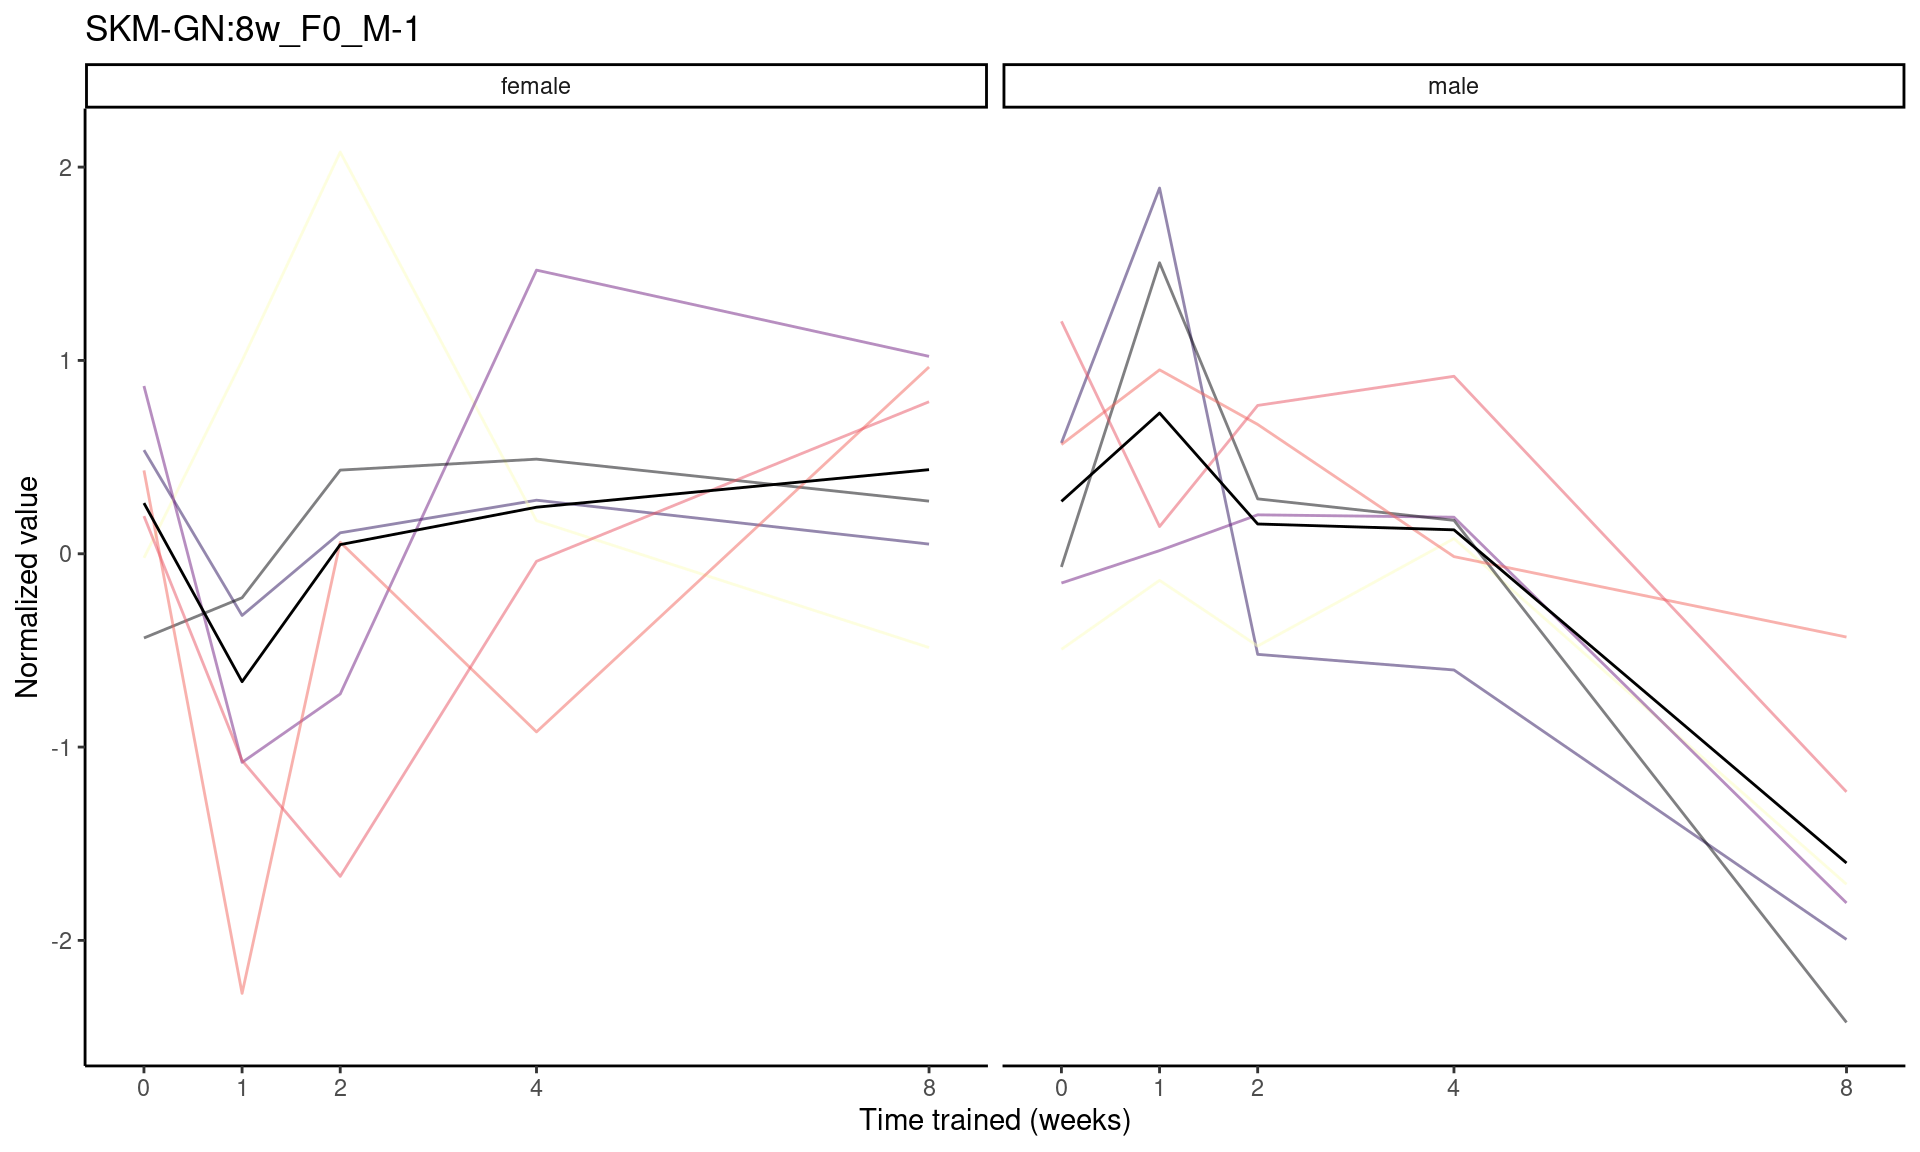 SKM-GN:8w_F0_M-1
female
male
Normalized value
2
1
0
-1
-2
0 1 2 4 8
0 1 2 4 8
Time trained (weeks)